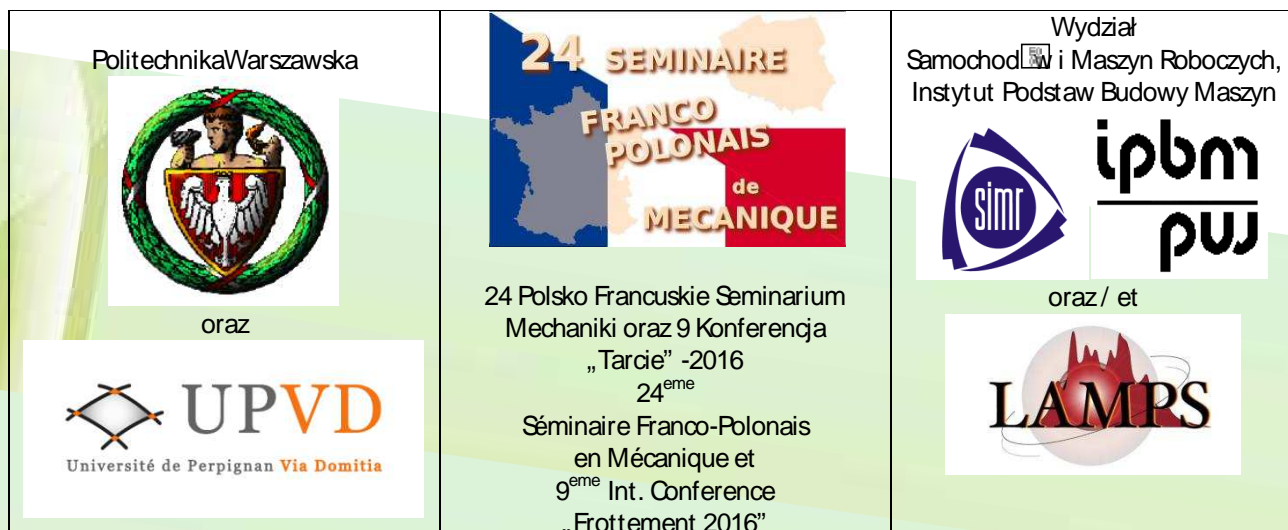 PolitechnikaWarszawska
oraz
UPVD
Université de Perpignan Via Domitia
24 SEMINAIRE
FRANCO
POLONAIS
de
MECANIQUE
24 Polsko Francuskie Seminarium
Mechaniki oraz 9 Konferencja
„Tarcie” -2016
24eme
Séminaire Franco-Polonais
en Mécanique et
9eme Int. Conference
„Frottement 2016”
Wydział
i Maszyn Roboczych,
Instytut Podstaw Budowy Maszyn
simr
ipbm
pw
oraz / et
LAMPS